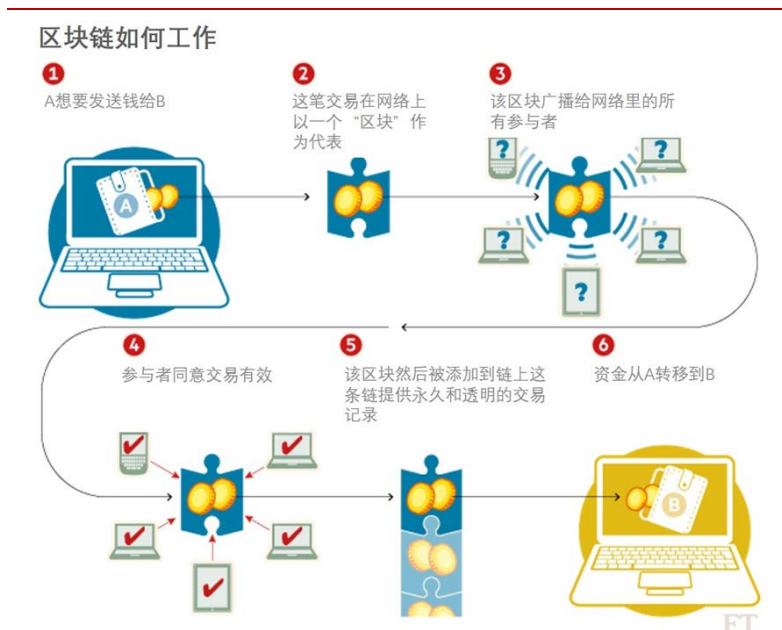 区块链如何工作
1
A想要发送钱给B
2
这笔交易在网络上
以一个“区块”作
为代表
3
该区块广播给网络里的所
有参与者
A
?
?
?
?
?
4
参与者同意交易有效
5
该区块然后被添加到链上这
条链提供永久和透明的交易
记录
6
资金从A转移到B
B
FT